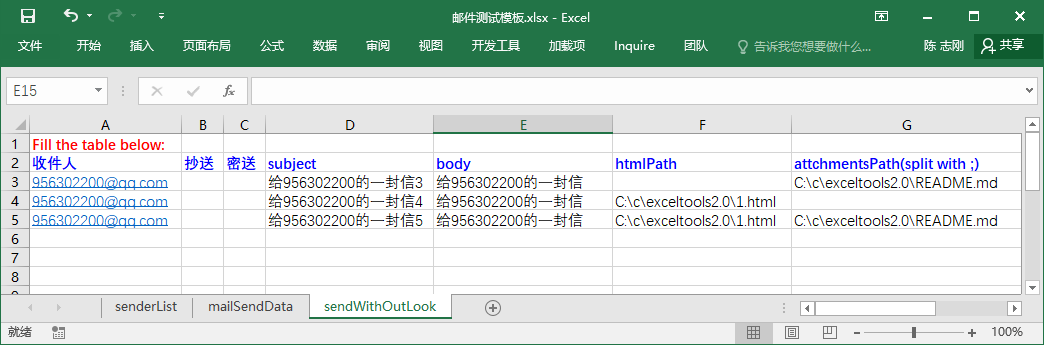 邮件测试模板.xlsx - Excel
文件 开始 插入 页面布局 公式 数据 审阅 视图 开发工具 加载项 Inquire 团队 告诉我您想要做什么... 陈 志刚 共享
E15 fx
A B C D E F G
1 Fill the table below:
2 收件人 抄送 密送 subject body htmlPath attchmentsPath(split with ;)
3 956302200@qq.com 给956302200的一封信3 给956302200的一封信 C:\c\exceltools2.0\README.md
4 956302200@qq.com 给956302200的一封信4 给956302200的一封信 C:\c\exceltools2.0\1.html
5 956302200@qq.com 给956302200的一封信5 给956302200的一封信 C:\c\exceltools2.0\1.html C:\c\exceltools2.0\README.md
6
7
8
9
senderList mailSendData sendWithOutLook
就绪 100%